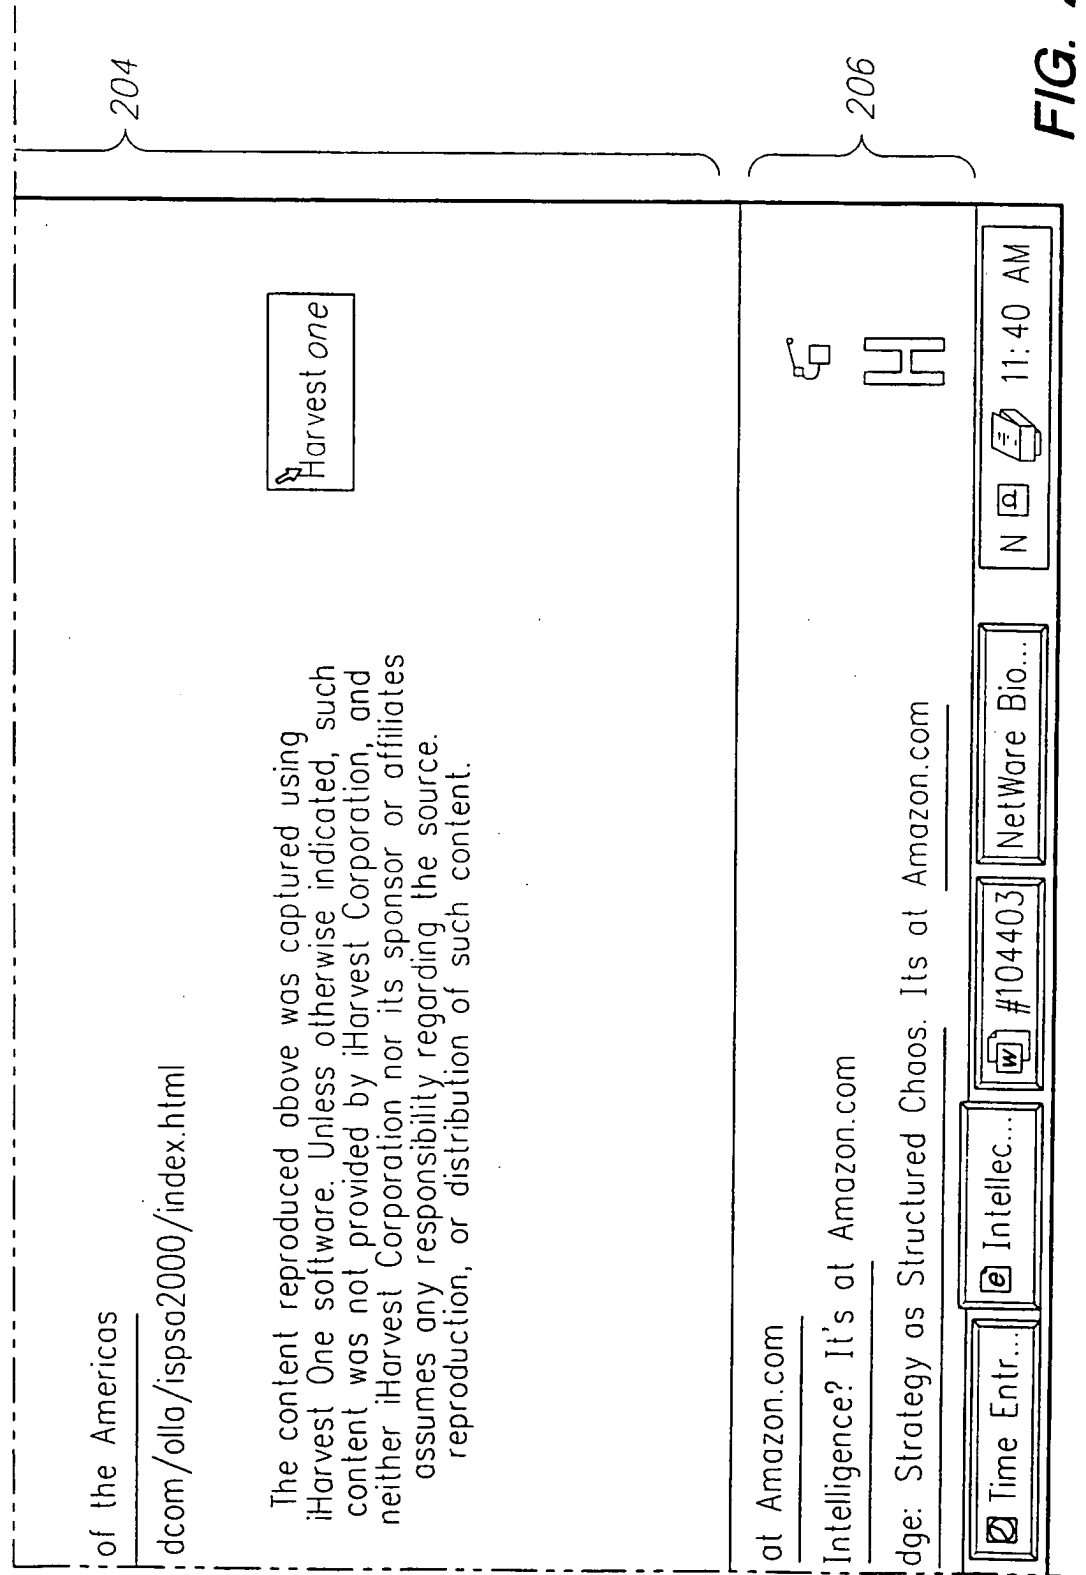 204
of the Americas
dcom/olla/ispsa2000/index.html
The content reproduced above was captured using
iHarvest One software. Unless otherwise indicated, such
content was not provided by iHarvest Corporation, and
neither iHarvest Corporation nor its sponsor or affiliates
assumes any responsibility regarding the source.
reproduction, or distribution of such content.
Harvest one
206
at Amazon.com
Intelligence? It's at Amazon.com
dge: Strategy as Structured Chaos. Its at Amazon.com
H
Time Entr...
e Intellec...
W #104403
NetWare Bio...
N
11:40 AM
FIG.